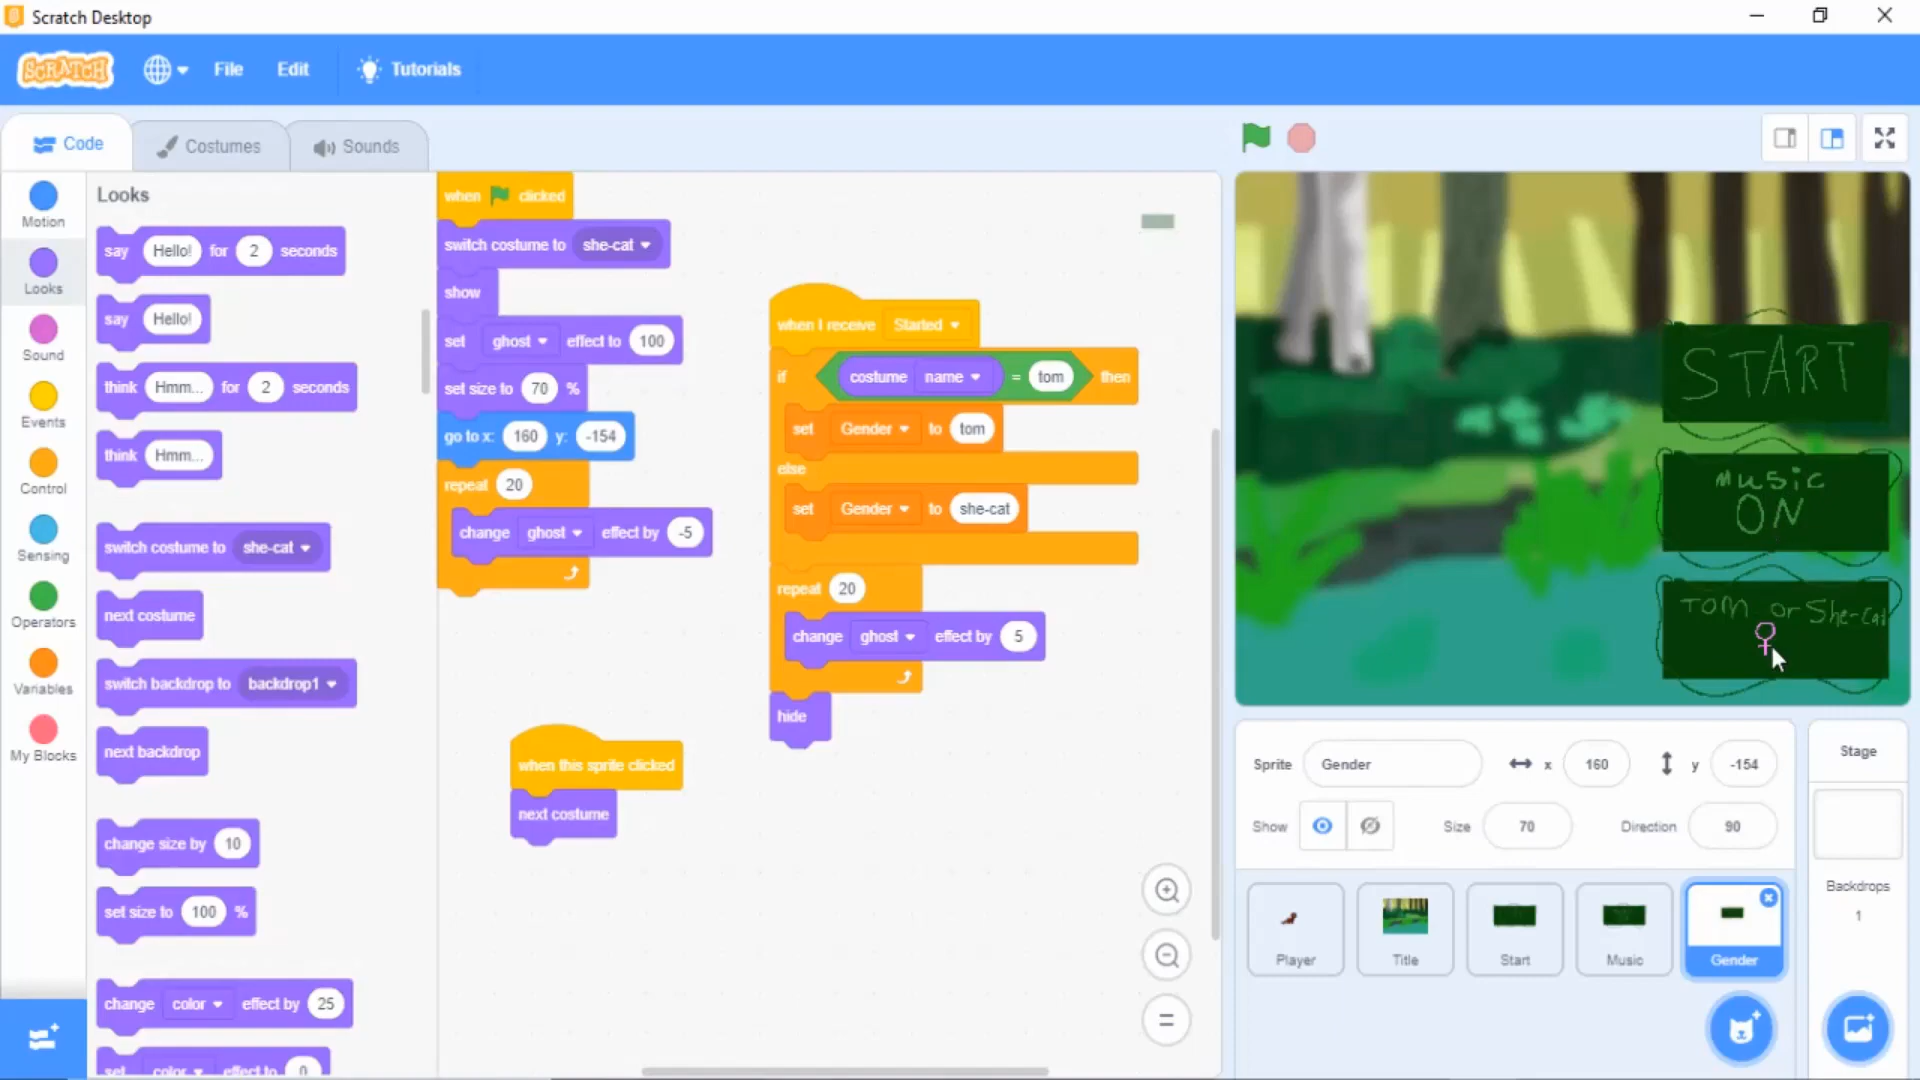 Scratch Desktop
SCRATCH
File
Edit
Tutorials
Code
Costumes
Sounds
Motion
Looks
Sound
Events
Control
Sensing
Operators
Variables
My Blocks
Looks
say Hello! for 2 seconds
say Hello!
think Hmm... for 2 seconds
think Hmm...
switch costume to she-cat
next costume
switch backdrop to backdrop1
next backdrop
change size by 10
set size to 100 %
change color effect by 25
set color effect to 0
when clicked
switch costume to she-cat
show
set ghost effect to 100
set size to 70 %
go to x: 160 y: -154
repeat 20
change ghost effect by -5
when this sprite clicked
next costume
when I receive Started
if costume name = tom then
set Gender to tom
else
set Gender to she-cat
repeat 20
change ghost effect by 5
hide
START
Music
ON
Tom or She-cat
Sprite Gender x 160 y -154
Show Size 70 Direction 90
Player
Title
Start
Music
Gender
Stage
Backdrops
1